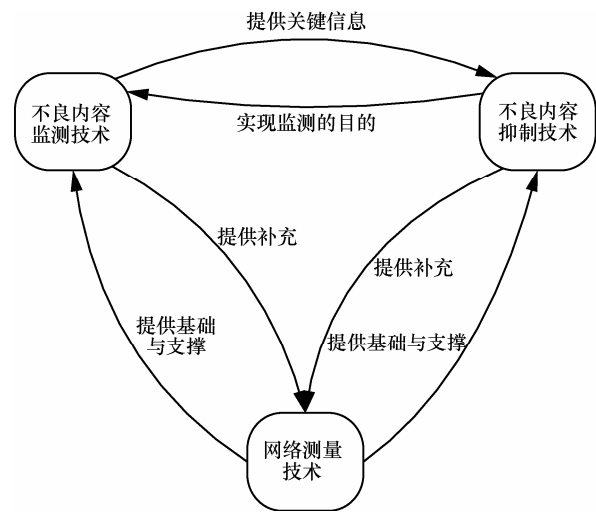 提供关键信息
不良内容
监测技术
不良内容
抑制技术
实现监测的目的
提供补充
提供补充
提供基础
与支撑
提供基础与支撑
网络测量
技术